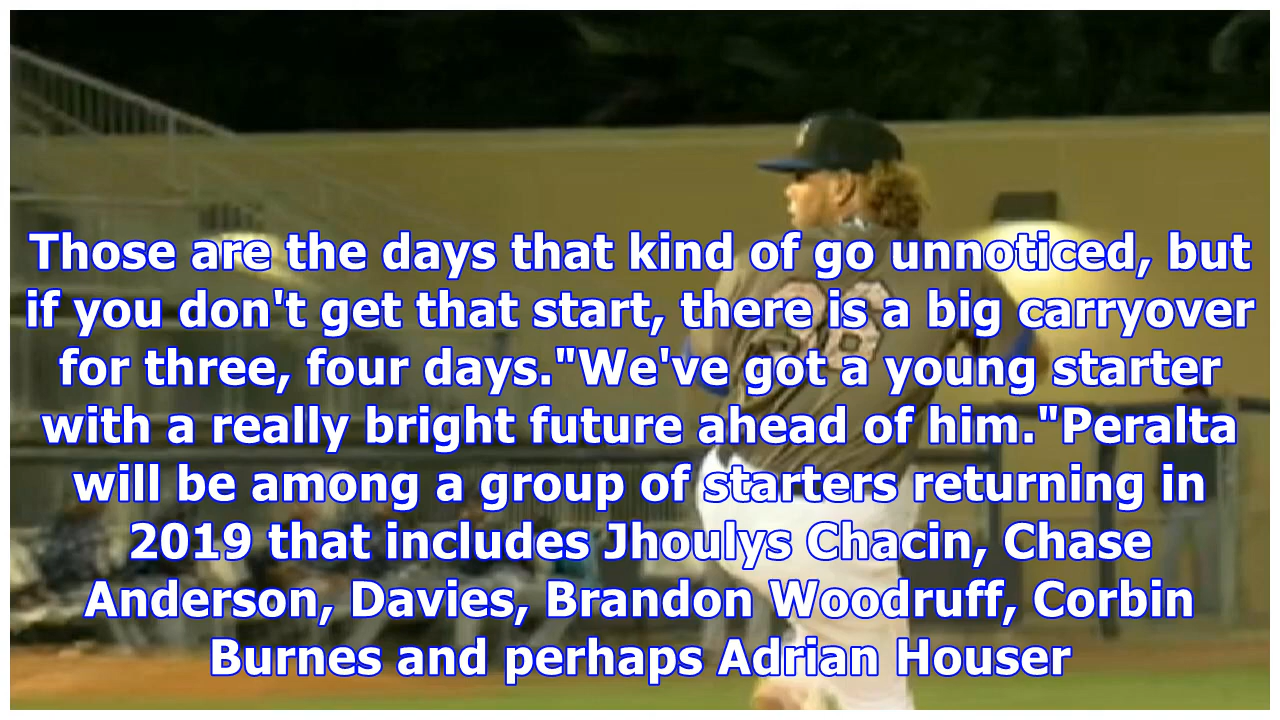 Those are the days that kind of go unnoticed, but
if you don't get that start, there is a big carryover
for three, four days."We've got a young starter
with a really bright future ahead of him."Peralta
will be among a group of starters returning in
2019 that includes Jhoulys Chacin, Chase
Anderson, Davies, Brandon Woodruff, Corbin
Burnes and perhaps Adrian Houser